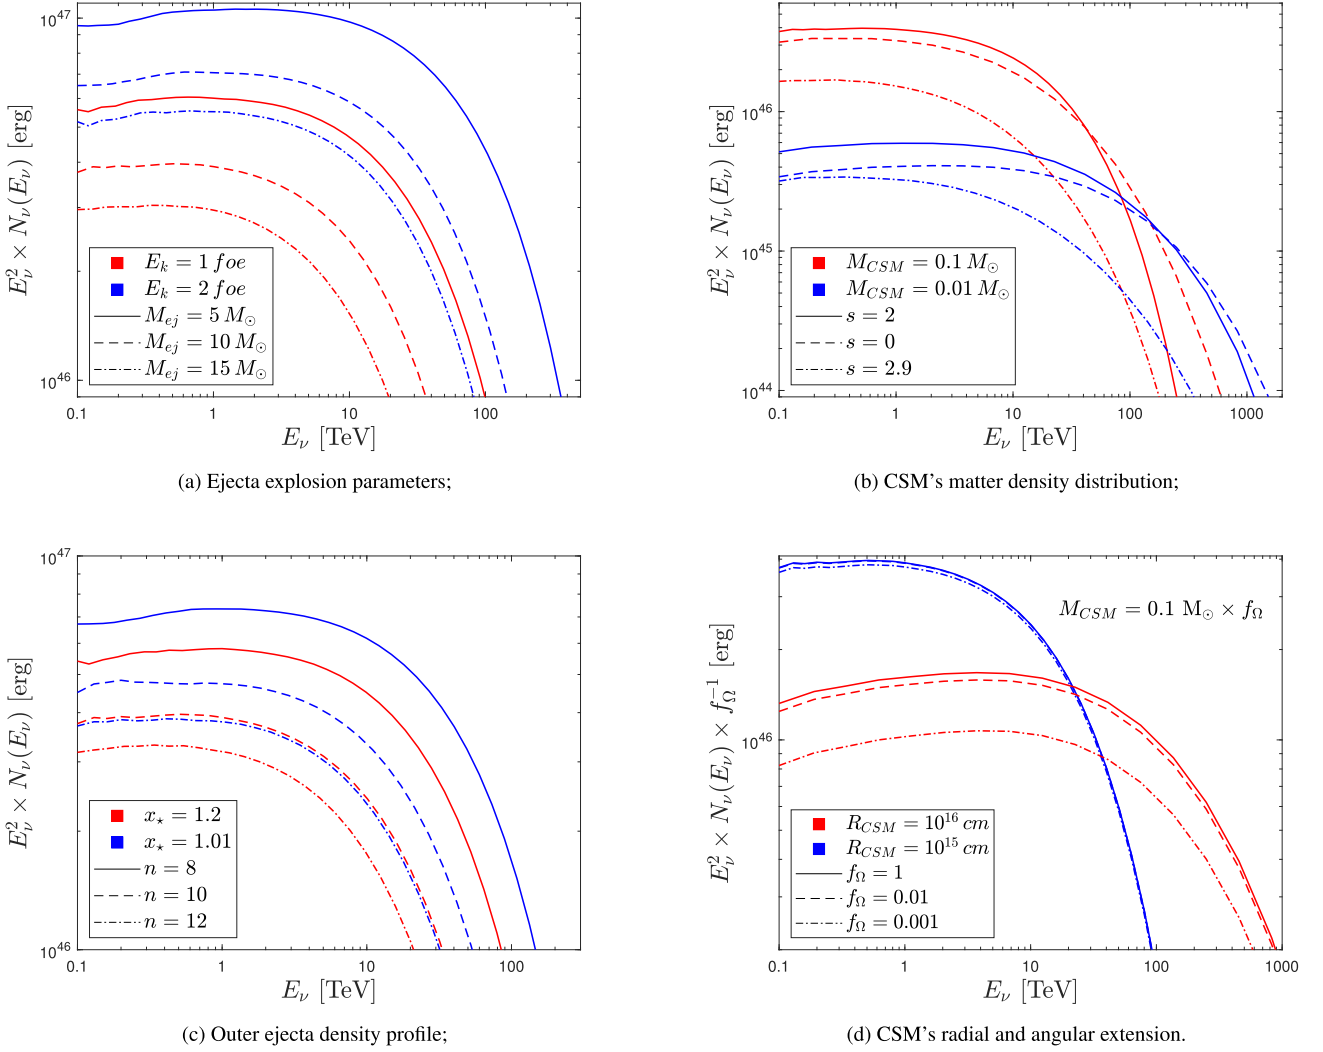 10^47
10^46
E_ν^2 × N_ν(E_ν) [erg]
E_k = 1 foe
E_k = 2 foe
M_ej = 5 M_⊙
M_ej = 10 M_⊙
M_ej = 15 M_⊙
0.1 1 10 100
E_ν [TeV]
(a) Ejecta explosion parameters;
10^46
10^45
10^44
E_ν^2 × N_ν(E_ν) [erg]
M_CSM = 0.1 M_⊙
M_CSM = 0.01 M_⊙
s = 2
s = 0
s = 2.9
0.1 1 10 100 1000
E_ν [TeV]
(b) CSM's matter density distribution;
10^47
10^46
E_ν^2 × N_ν(E_ν) [erg]
x_⋆ = 1.2
x_⋆ = 1.01
n = 8
n = 10
n = 12
0.1 1 10 100
E_ν [TeV]
(c) Outer ejecta density profile;
10^46
E_ν^2 × N_ν(E_ν) × f_Ω^-1 [erg]
M_CSM = 0.1 M_⊙ × f_Ω
R_CSM = 10^16 cm
R_CSM = 10^15 cm
f_Ω = 1
f_Ω = 0.01
f_Ω = 0.001
0.1 1 10 100 1000
E_ν [TeV]
(d) CSM's radial and angular extension.